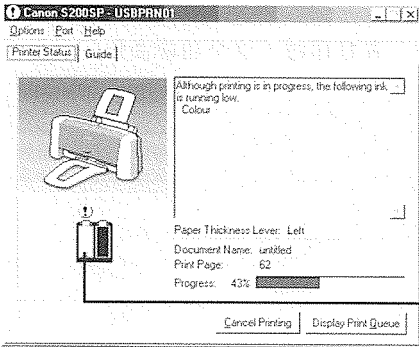 Canon S200SP - USBPRN01
Options Port Help
Printer Status Guide
Although printing is in progress, the following ink
is running low.
Colour
Paper Thickness Lever: Left
Document Name: untitled
Print Page: 62
Progress: 43%
Cancel Printing Display Print Queue